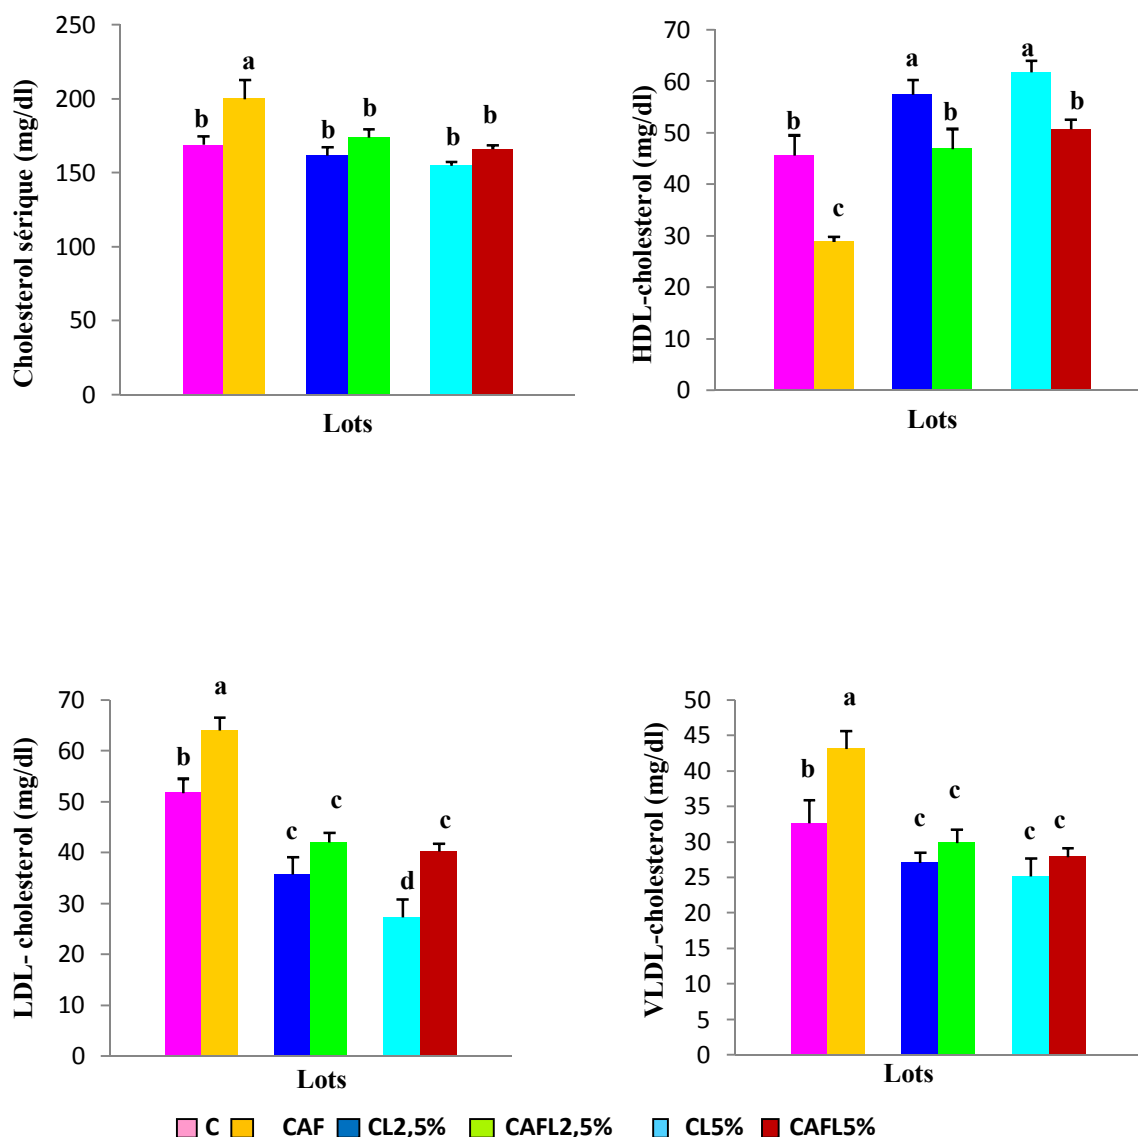 Cholesterol sérique (mg/dl)
250
200
150
100
50
0
b
a
b
b
b
b
Lots
HDL-cholesterol (mg/dl)
70
60
50
40
30
20
10
0
b
c
a
b
a
b
Lots
LDL- cholesterol (mg/dl)
70
60
50
40
30
20
10
0
b
a
c
c
d
c
Lots
VLDL-cholesterol (mg/dl)
50
45
40
35
30
25
20
15
10
5
0
b
a
c
c
c
c
Lots
C CAF CL2,5% CAFL2,5% CL5% CAFL5%